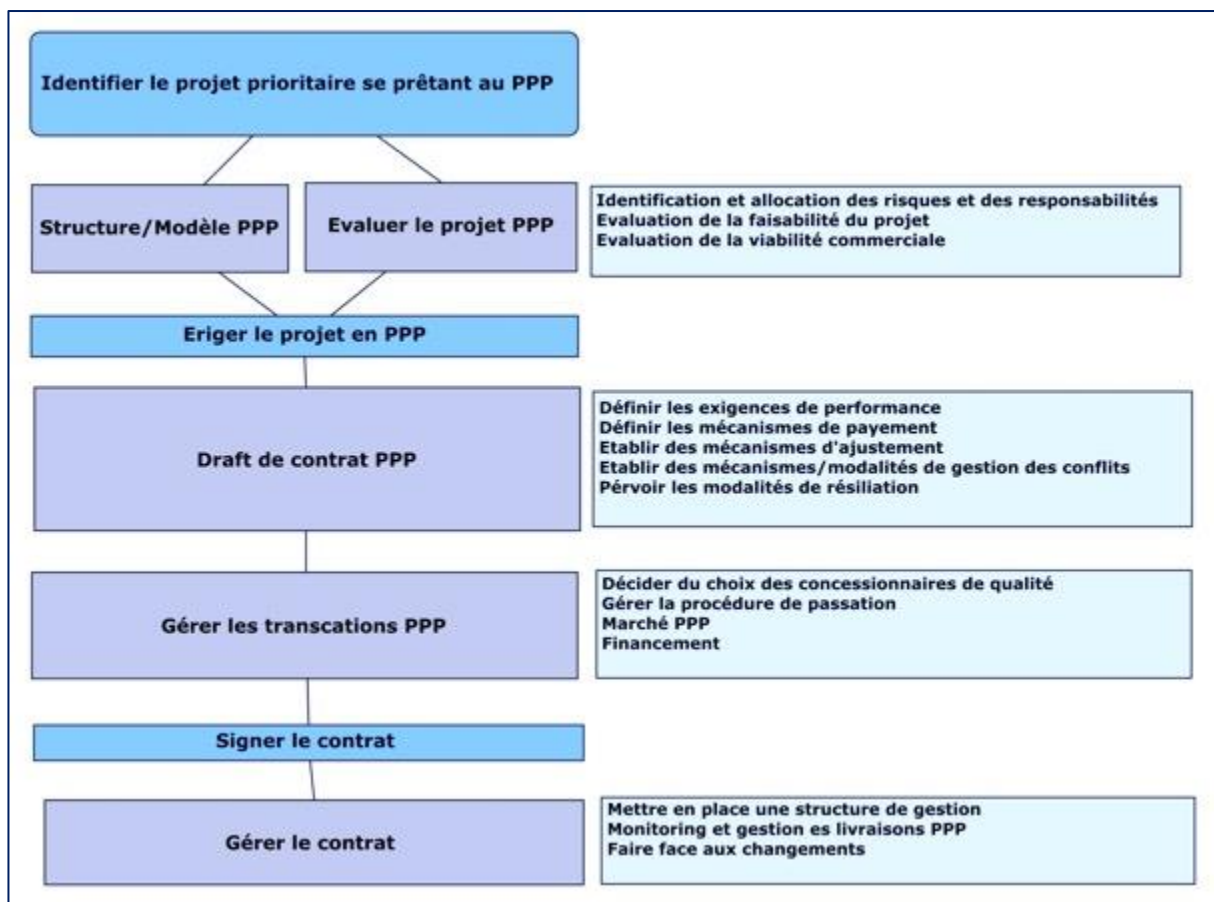 Identifier le projet prioritaire se prêtant au PPP
Structure/Modèle PPP
Evaluer le projet PPP
Identification et allocation des risques et des responsabilités
Evaluation de la faisabilité du projet
Evaluation de la viabilité commerciale
Eriger le projet en PPP
Draft de contrat PPP
Définir les exigences de performance
Définir les mécanismes de payement
Etablir des mécanismes d'ajustement
Etablir des mécanismes/modalités de gestion des conflits
Pérvoir les modalités de résiliation
Gérer les transcations PPP
Décider du choix des concessionnaires de qualité
Gérer la procédure de passation
Marché PPP
Financement
Signer le contrat
Gérer le contrat
Mettre en place une structure de gestion
Monitoring et gestion es livraisons PPP
Faire face aux changements